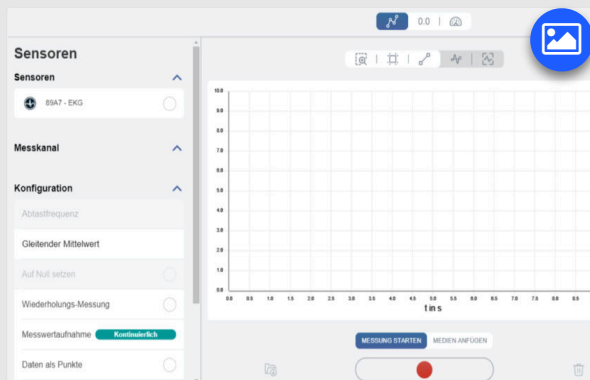 0.0
Sensoren
Sensoren
89A7 - EKG
Messkanal
Konfiguration
Abtastfrequenz
Gleitender Mittelwert
Auf Null setzen
Wiederholungs-Messung
Messwertaufnahme Kontinuierlich
Daten als Punkte
10.0
9.0
8.0
7.0
6.0
5.0
4.0
3.0
2.0
1.0
0.0
0.0 0.5 1.0 1.5 2.0 2.5 3.0 3.5 4.0 4.5 5.0 5.5 6.0 6.5 7.0 7.5 8.0 8.5
t in s
MESSUNG STARTEN MEDIEN ANFÜGEN